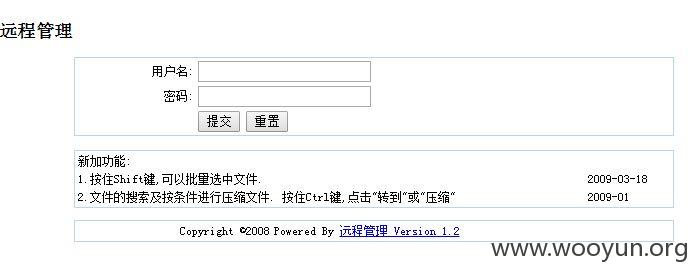 远程管理
用户名:
密码:
提交 重置
新加功能:
1.按住Shift键,可以批量选中文件. 2009-03-18
2.文件的搜索及按条件进行压缩文件. 按住Ctrl键,点击"转到"或"压缩" 2009-01
Copyright ©2008 Powered By 远程管理 Version 1.2
www.wooyun.org